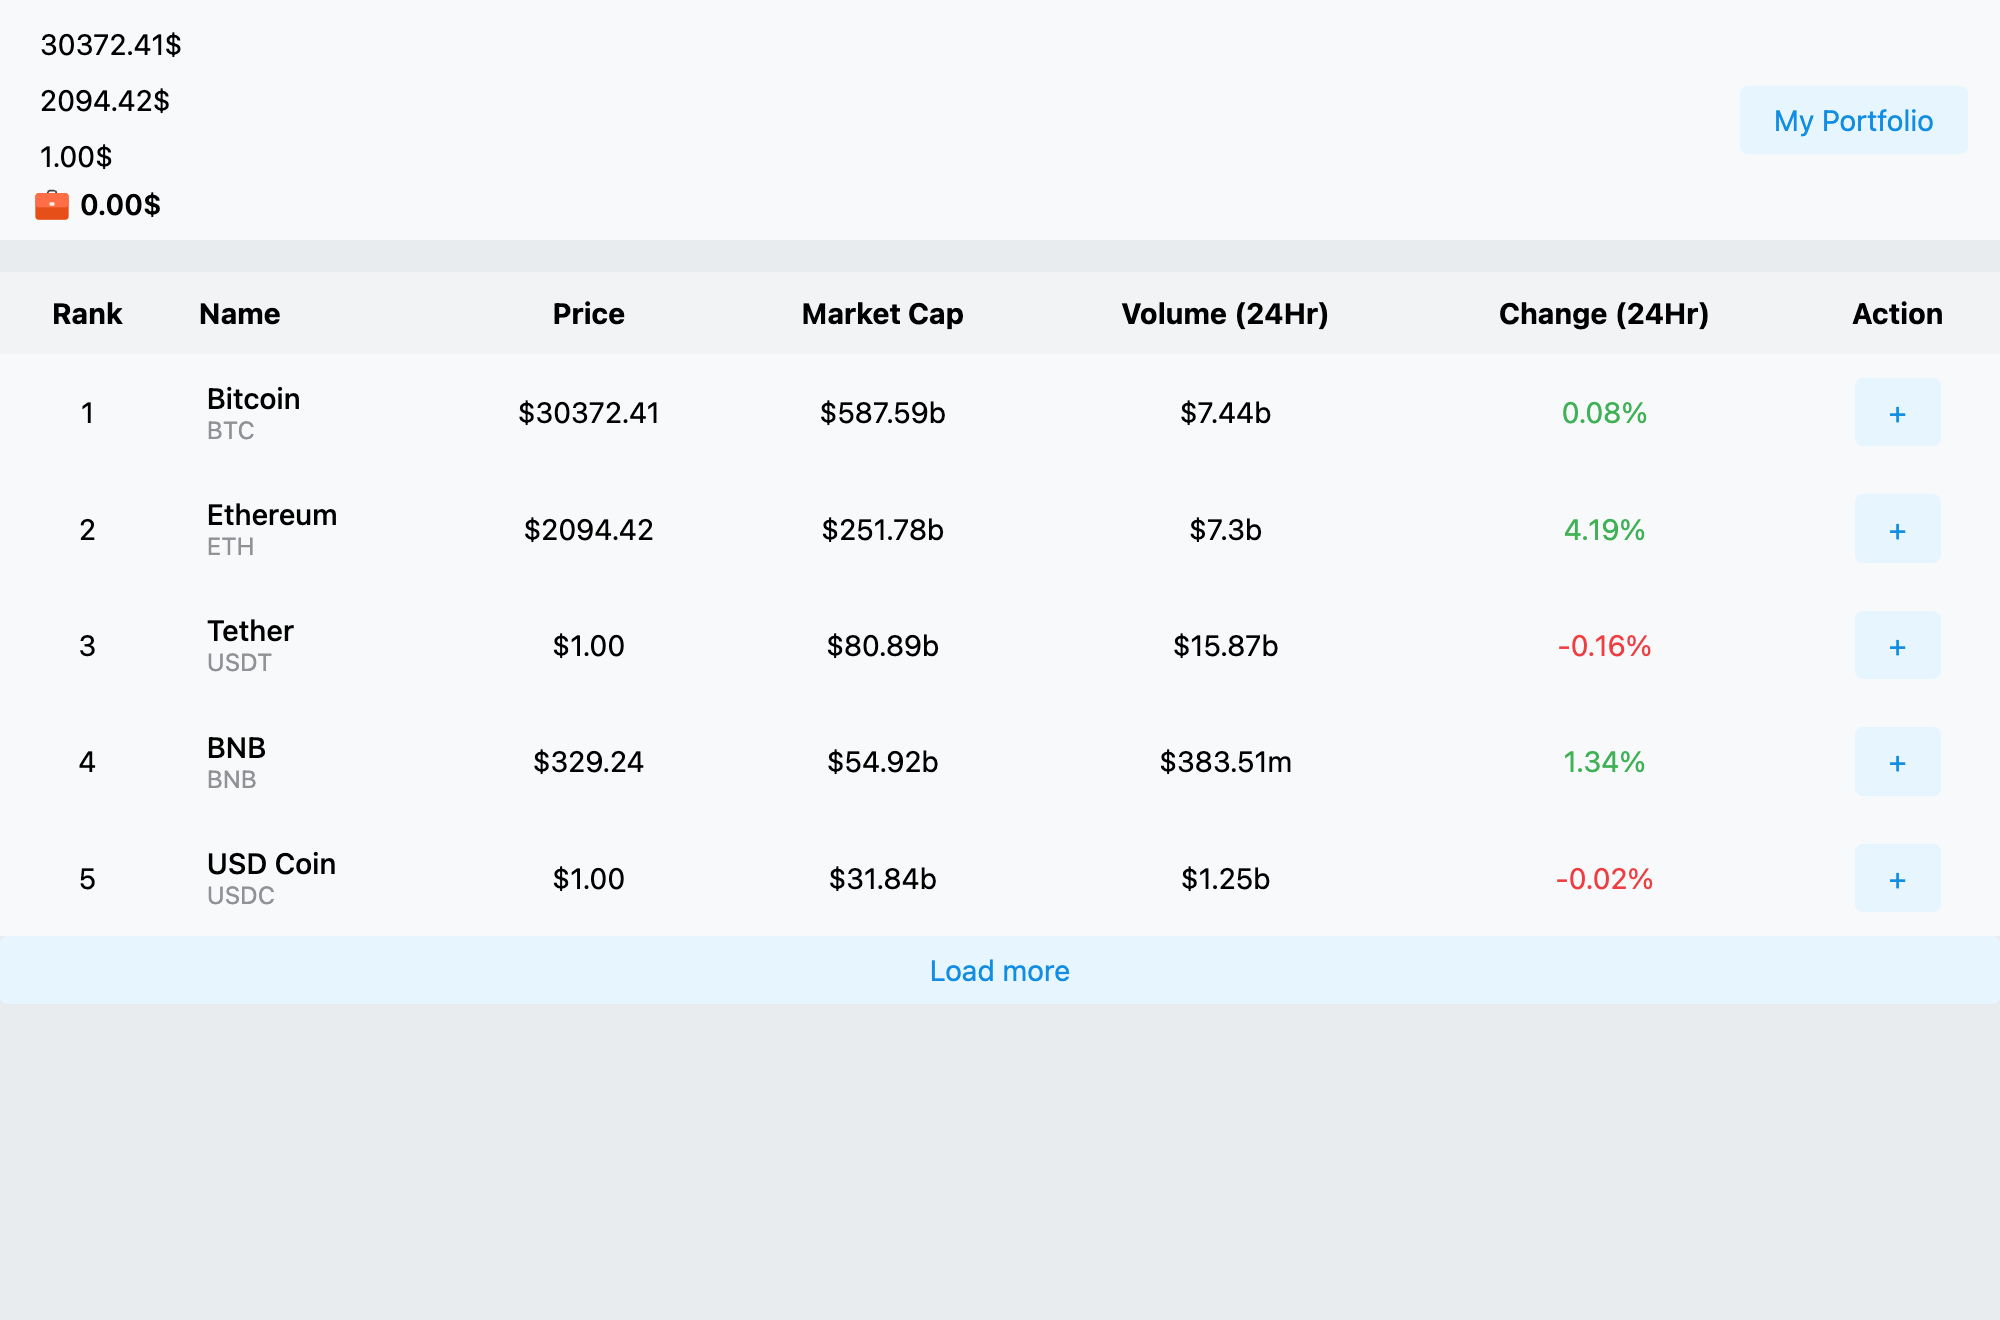 30372.41$
2094.42$
1.00$
0.00$
My Portfolio
Rank Name Price Market Cap Volume (24Hr) Change (24Hr) Action
1 Bitcoin $30372.41 $587.59b $7.44b 0.08% +
BTC
2 Ethereum $2094.42 $251.78b $7.3b 4.19% +
ETH
3 Tether $1.00 $80.89b $15.87b -0.16% +
USDT
4 BNB $329.24 $54.92b $383.51m 1.34% +
BNB
5 USD Coin $1.00 $31.84b $1.25b -0.02% +
USDC
Load more